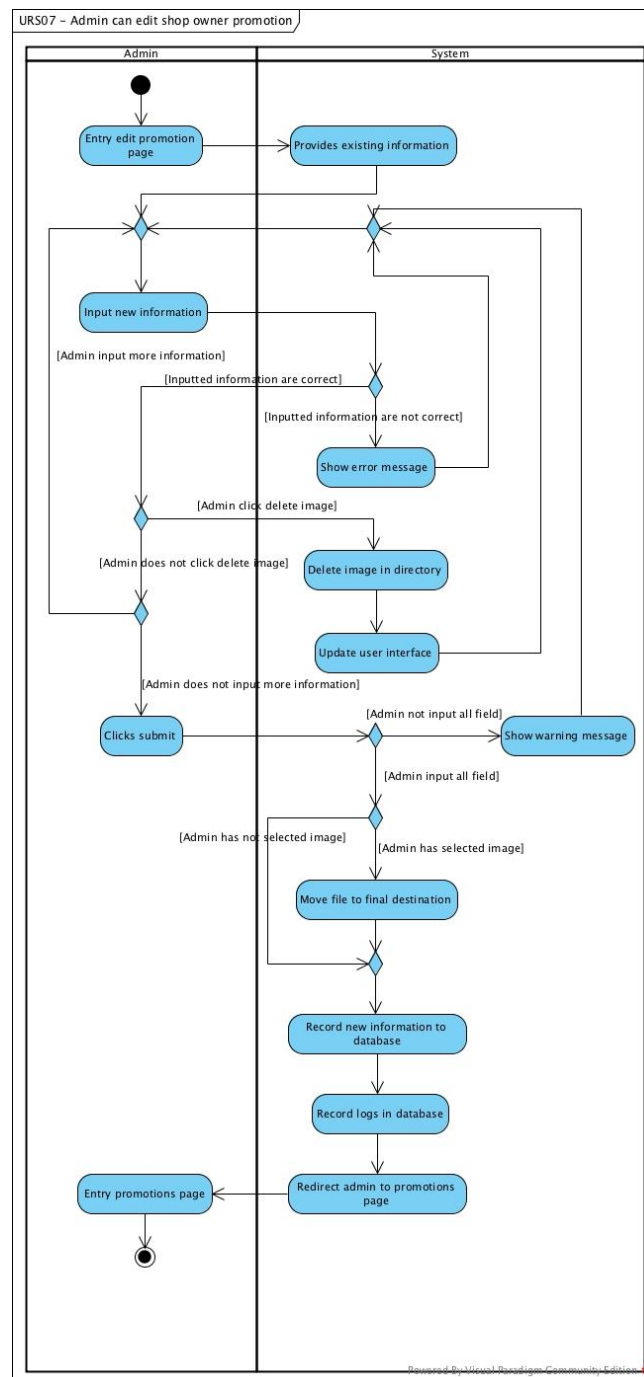 URS07 - Admin can edit shop owner promotion
Admin
System
Entry edit promotion
page
Provides existing information
Input new information
[Admin input more information]
[Inputted information are correct]
[Inputted information are not correct]
Show error message
[Admin click delete image]
[Admin does not click delete image]
Delete image in directory
Update user interface
[Admin does not input more information]
[Admin not input all field]
Clicks submit
Show warning message
[Admin input all field]
[Admin has not selected image]
[Admin has selected image]
Move file to final destination
Record new information to
database
Record logs in database
Entry promotions page
Redirect admin to promotions
page
Powered By Visual Paradigm Community Edition